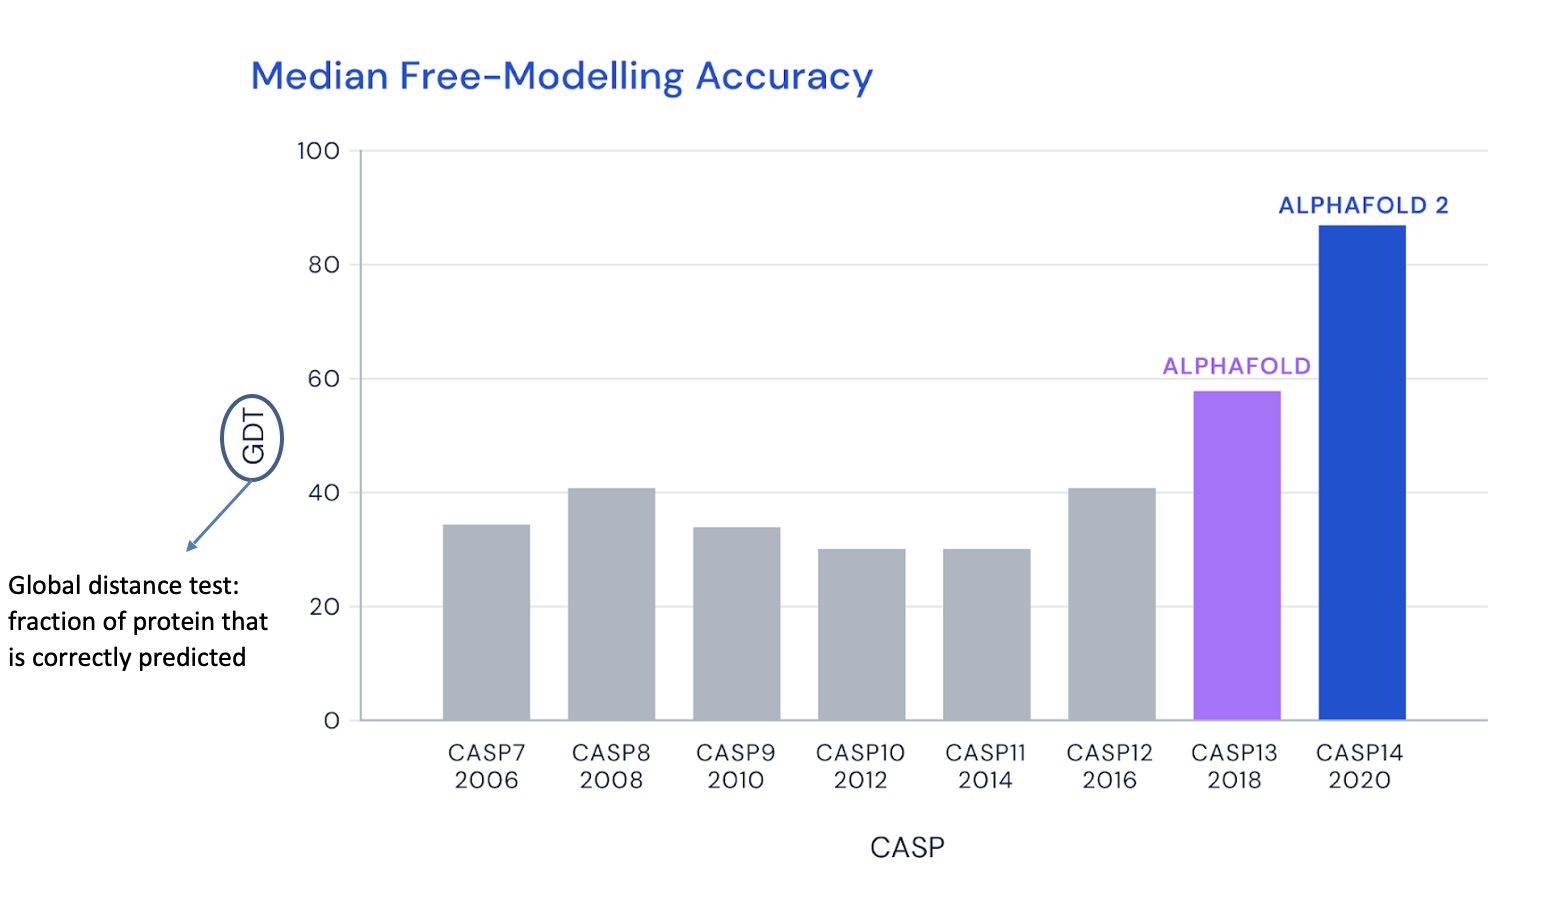 Median Free-Modelling Accuracy
100
80
60
40
20
0
GDT
Global distance test:
fraction of protein that
is correctly predicted
ALPHAFOLD
ALPHAFOLD 2
CASP7
2006
CASP8
2008
CASP9
2010
CASP10
2012
CASP11
2014
CASP12
2016
CASP13
2018
CASP14
2020
CASP